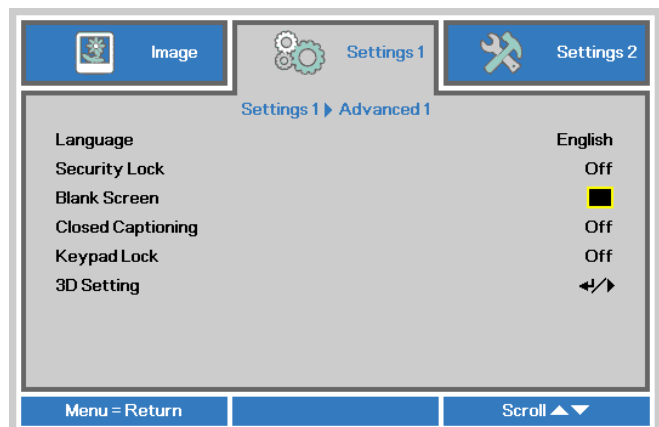 Image
Settings 1
Settings 2
Settings 1 ▶ Advanced 1
Language English
Security Lock Off
Blank Screen
Closed Captioning Off
Keypad Lock Off
3D Setting ↵/▶
Menu = Return
Scroll ▲▼